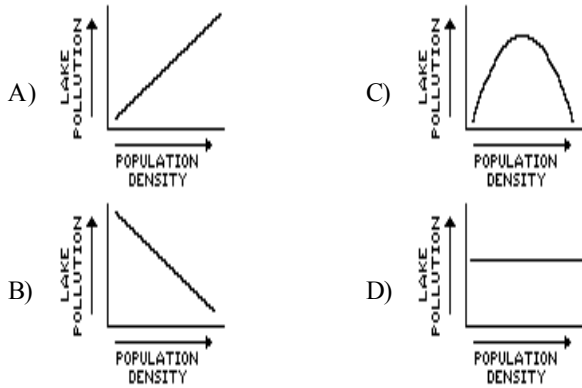 A)
LAKE
POLLUTION
POPULATION
DENSITY
C)
LAKE
POLLUTION
POPULATION
DENSITY
B)
LAKE
POLLUTION
POPULATION
DENSITY
D)
LAKE
POLLUTION
POPULATION
DENSITY